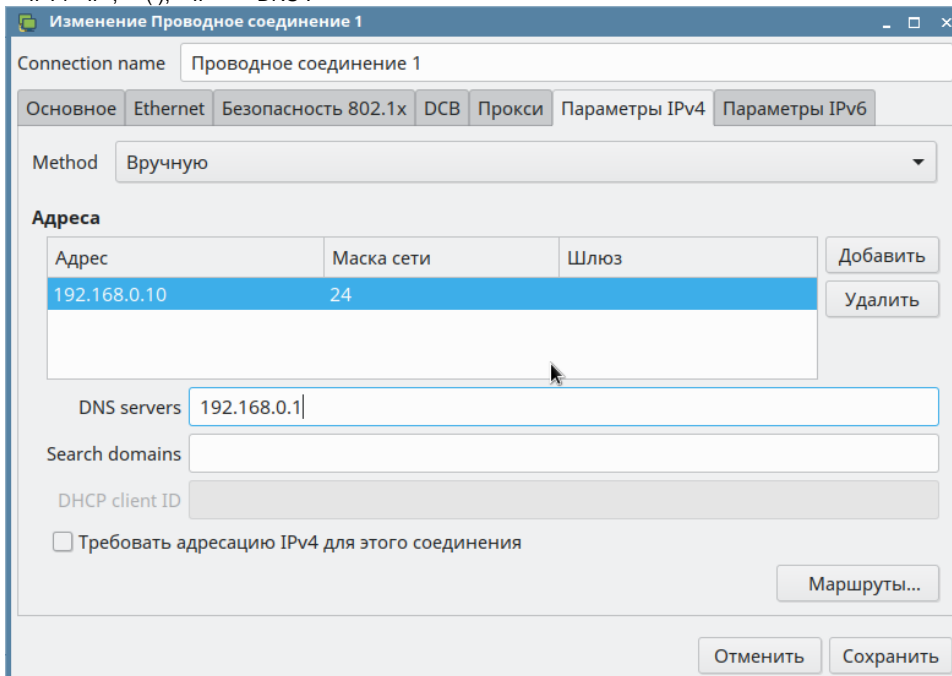 Изменение Проводное соединение 1
Connection name Проводное соединение 1
Основное Ethernet Безопасность 802.1x DCB Прокси Параметры IPv4 Параметры IPv6
Method Вручную
Адреса
Адрес Маска сети Шлюз Добавить
192.168.0.10 24 Удалить
DNS servers 192.168.0.1
Search domains
DHCP client ID
Требовать адресацию IPv4 для этого соединения
Маршруты...
Отменить Сохранить